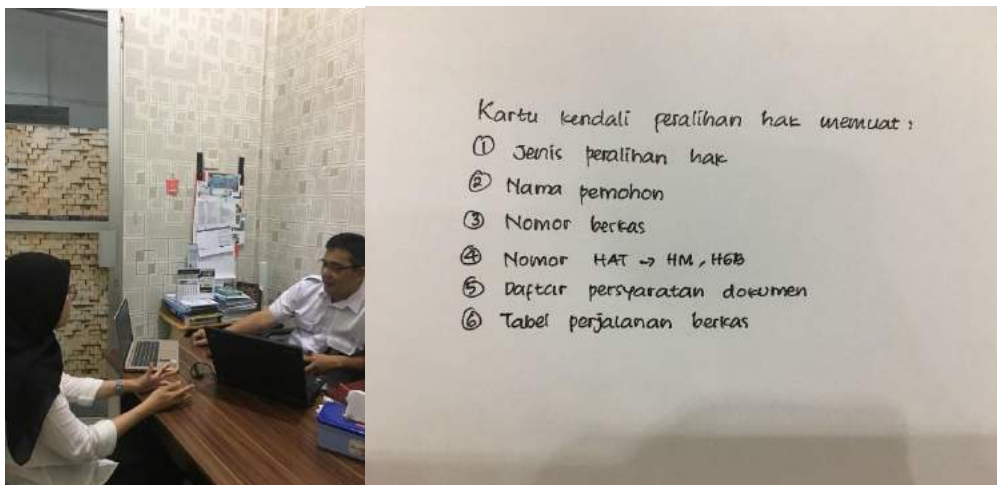 Kartu kendali peralihan hak memuat :
① Jenis peralihan hak
② Nama pemohon
③ Nomor berkas
④ Nomor HAT → HM, HGB
⑤ Daftar persyaratan dokumen
⑥ Tabel perjalanan berkas